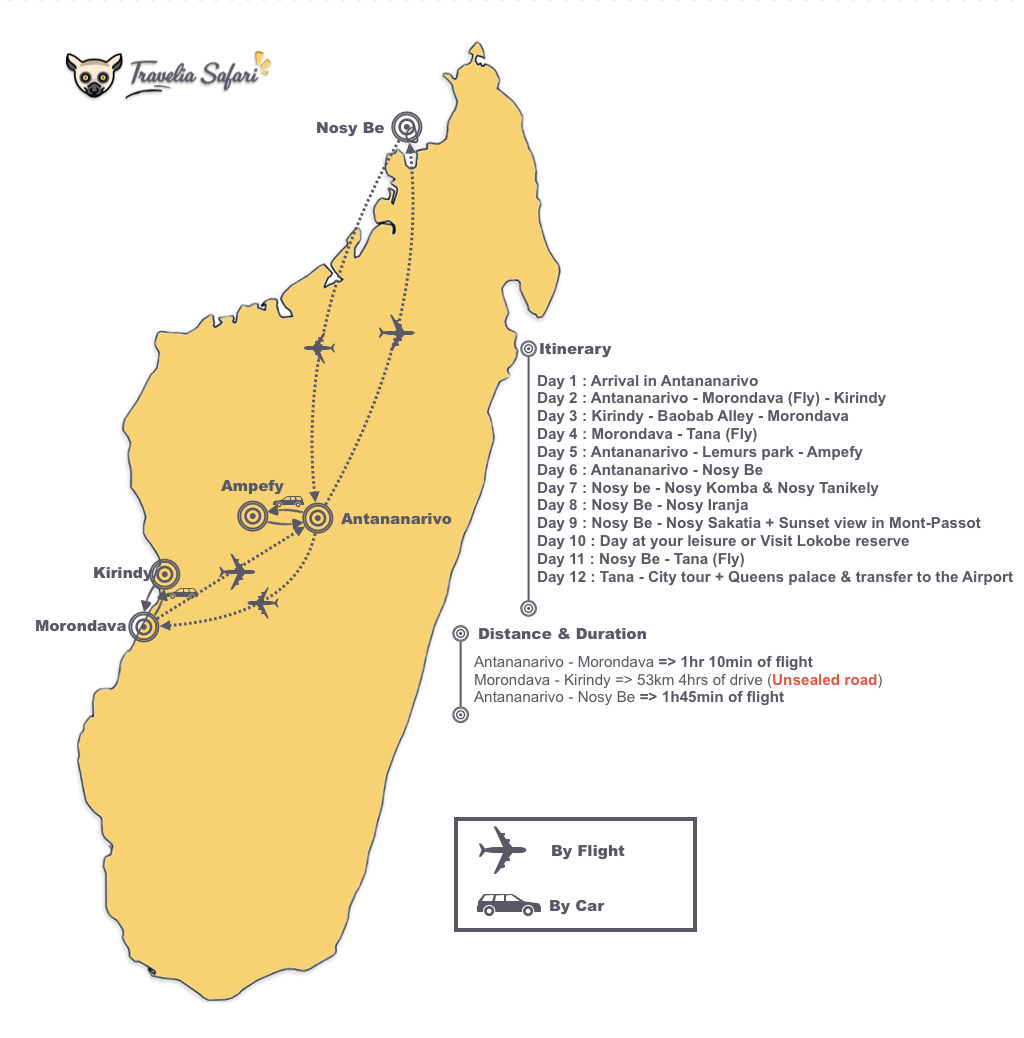 Travelia Safari
Nosy Be
Itinerary
Day 1 : Arrival in Antananarivo
Day 2 : Antananarivo - Morondava (Fly) - Kirindy
Day 3 : Kirindy - Baobab Alley - Morondava
Day 4 : Morondava - Tana (Fly)
Day 5 : Antananarivo - Lemurs park - Ampefy
Day 6 : Antananarivo - Nosy Be
Day 7 : Nosy be - Nosy Komba & Nosy Tanikely
Day 8 : Nosy Be - Nosy Iranja
Day 9 : Nosy Be - Nosy Sakatia + Sunset view in Mont-Passot
Day 10 : Day at your leisure or Visit Lokobe reserve
Day 11 : Nosy Be - Tana (Fly)
Day 12 : Tana - City tour + Queens palace & transfer to the Airport
Ampefy
Antananarivo
Kirindy
Morondava
Distance & Duration
Antananarivo - Morondava => 1hr 10min of flight
Morondava - Kirindy => 53km 4hrs of drive (Unsealed road)
Antananarivo - Nosy Be => 1h45min of flight
By Flight
By Car